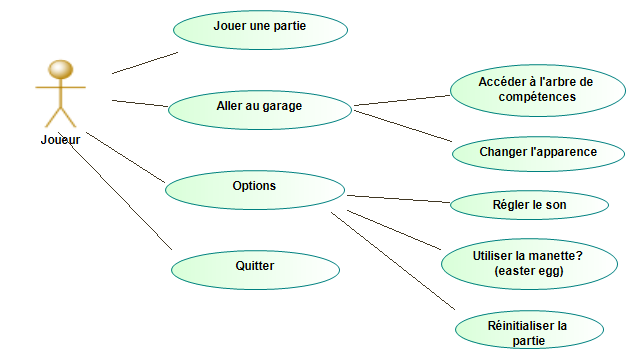 Jouer une partie
Joueur
Aller au garage
Accéder à l'arbre de
compétences
Changer l'apparence
Options
Régler le son
Utiliser la manette?
(easter egg)
Réinitialiser la
partie
Quitter